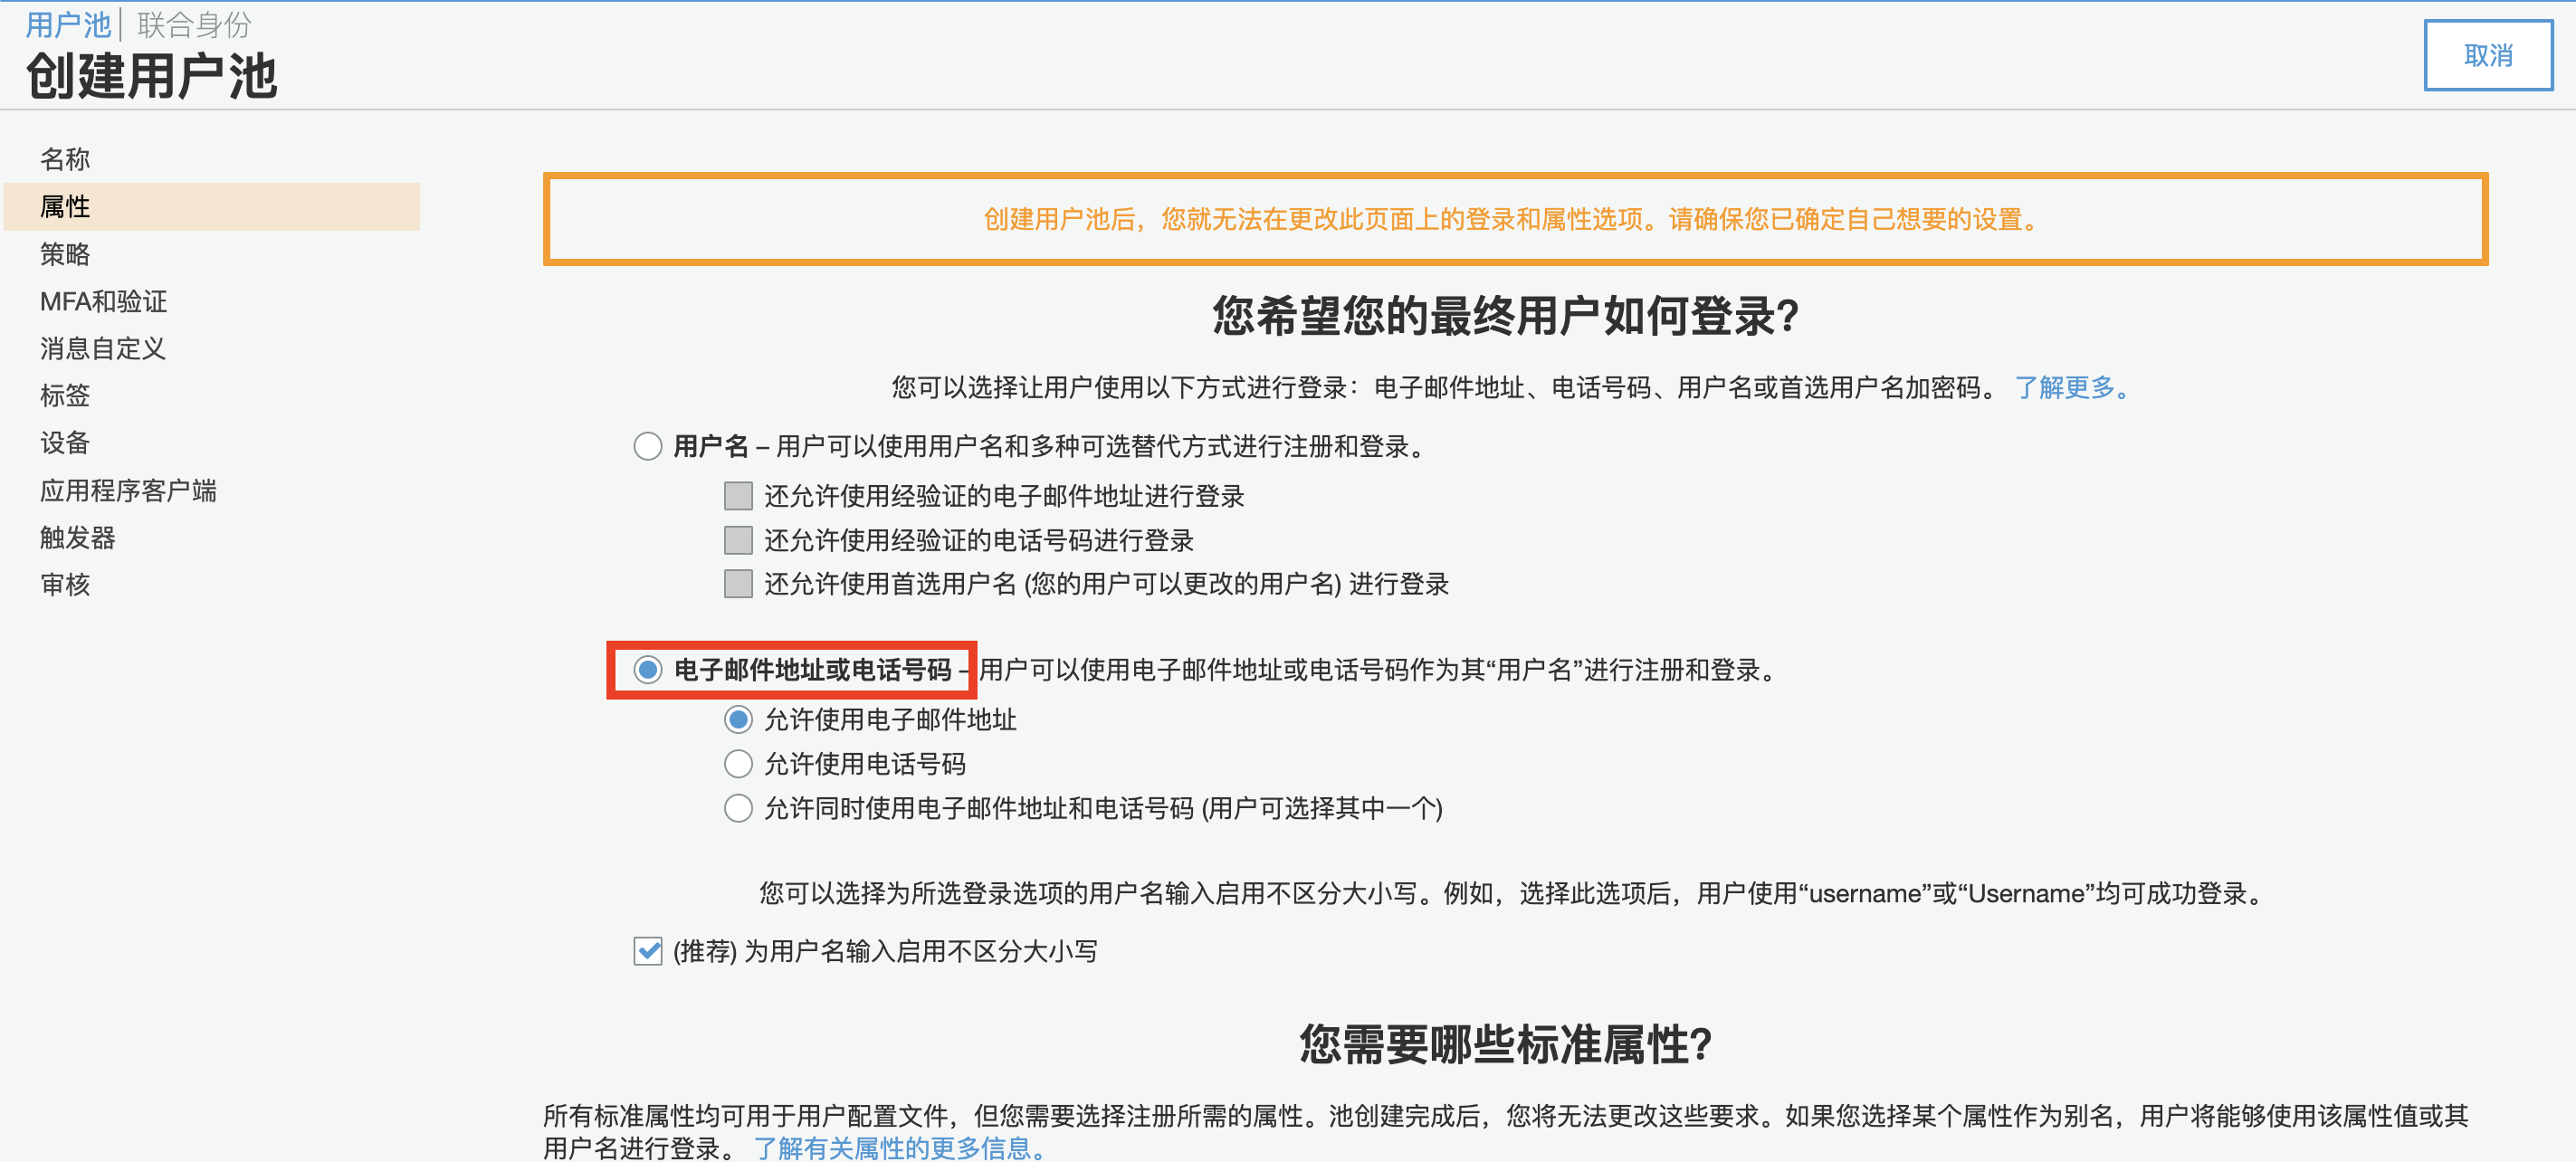 用户池 | 联合身份
创建用户池
取消
名称
属性
策略
MFA和验证
消息自定义
标签
设备
应用程序客户端
触发器
审核
创建用户池后，您就无法在更改此页面上的登录和属性选项。请确保您已确定自己想要的设置。
您希望您的最终用户如何登录?
您可以选择让用户使用以下方式进行登录：电子邮件地址、电话号码、用户名或首选用户名加密码。 了解更多。
用户名 – 用户可以使用用户名和多种可选替代方式进行注册和登录。
还允许使用经验证的电子邮件地址进行登录
还允许使用经验证的电话号码进行登录
还允许使用首选用户名 (您的用户可以更改的用户名) 进行登录
电子邮件地址或电话号码 – 用户可以使用电子邮件地址或电话号码作为其“用户名”进行注册和登录。
允许使用电子邮件地址
允许使用电话号码
允许同时使用电子邮件地址和电话号码 (用户可选择其中一个)
您可以选择为所选登录选项的用户名输入启用不区分大小写。例如，选择此选项后，用户使用“username”或“Username”均可成功登录。
(推荐) 为用户名输入启用不区分大小写
您需要哪些标准属性?
所有标准属性均可用于用户配置文件，但您需要选择注册所需的属性。池创建完成后，您将无法更改这些要求。如果您选择某个属性作为别名，用户将能够使用该属性值或其
用户名进行登录。 了解有关属性的更多信息。